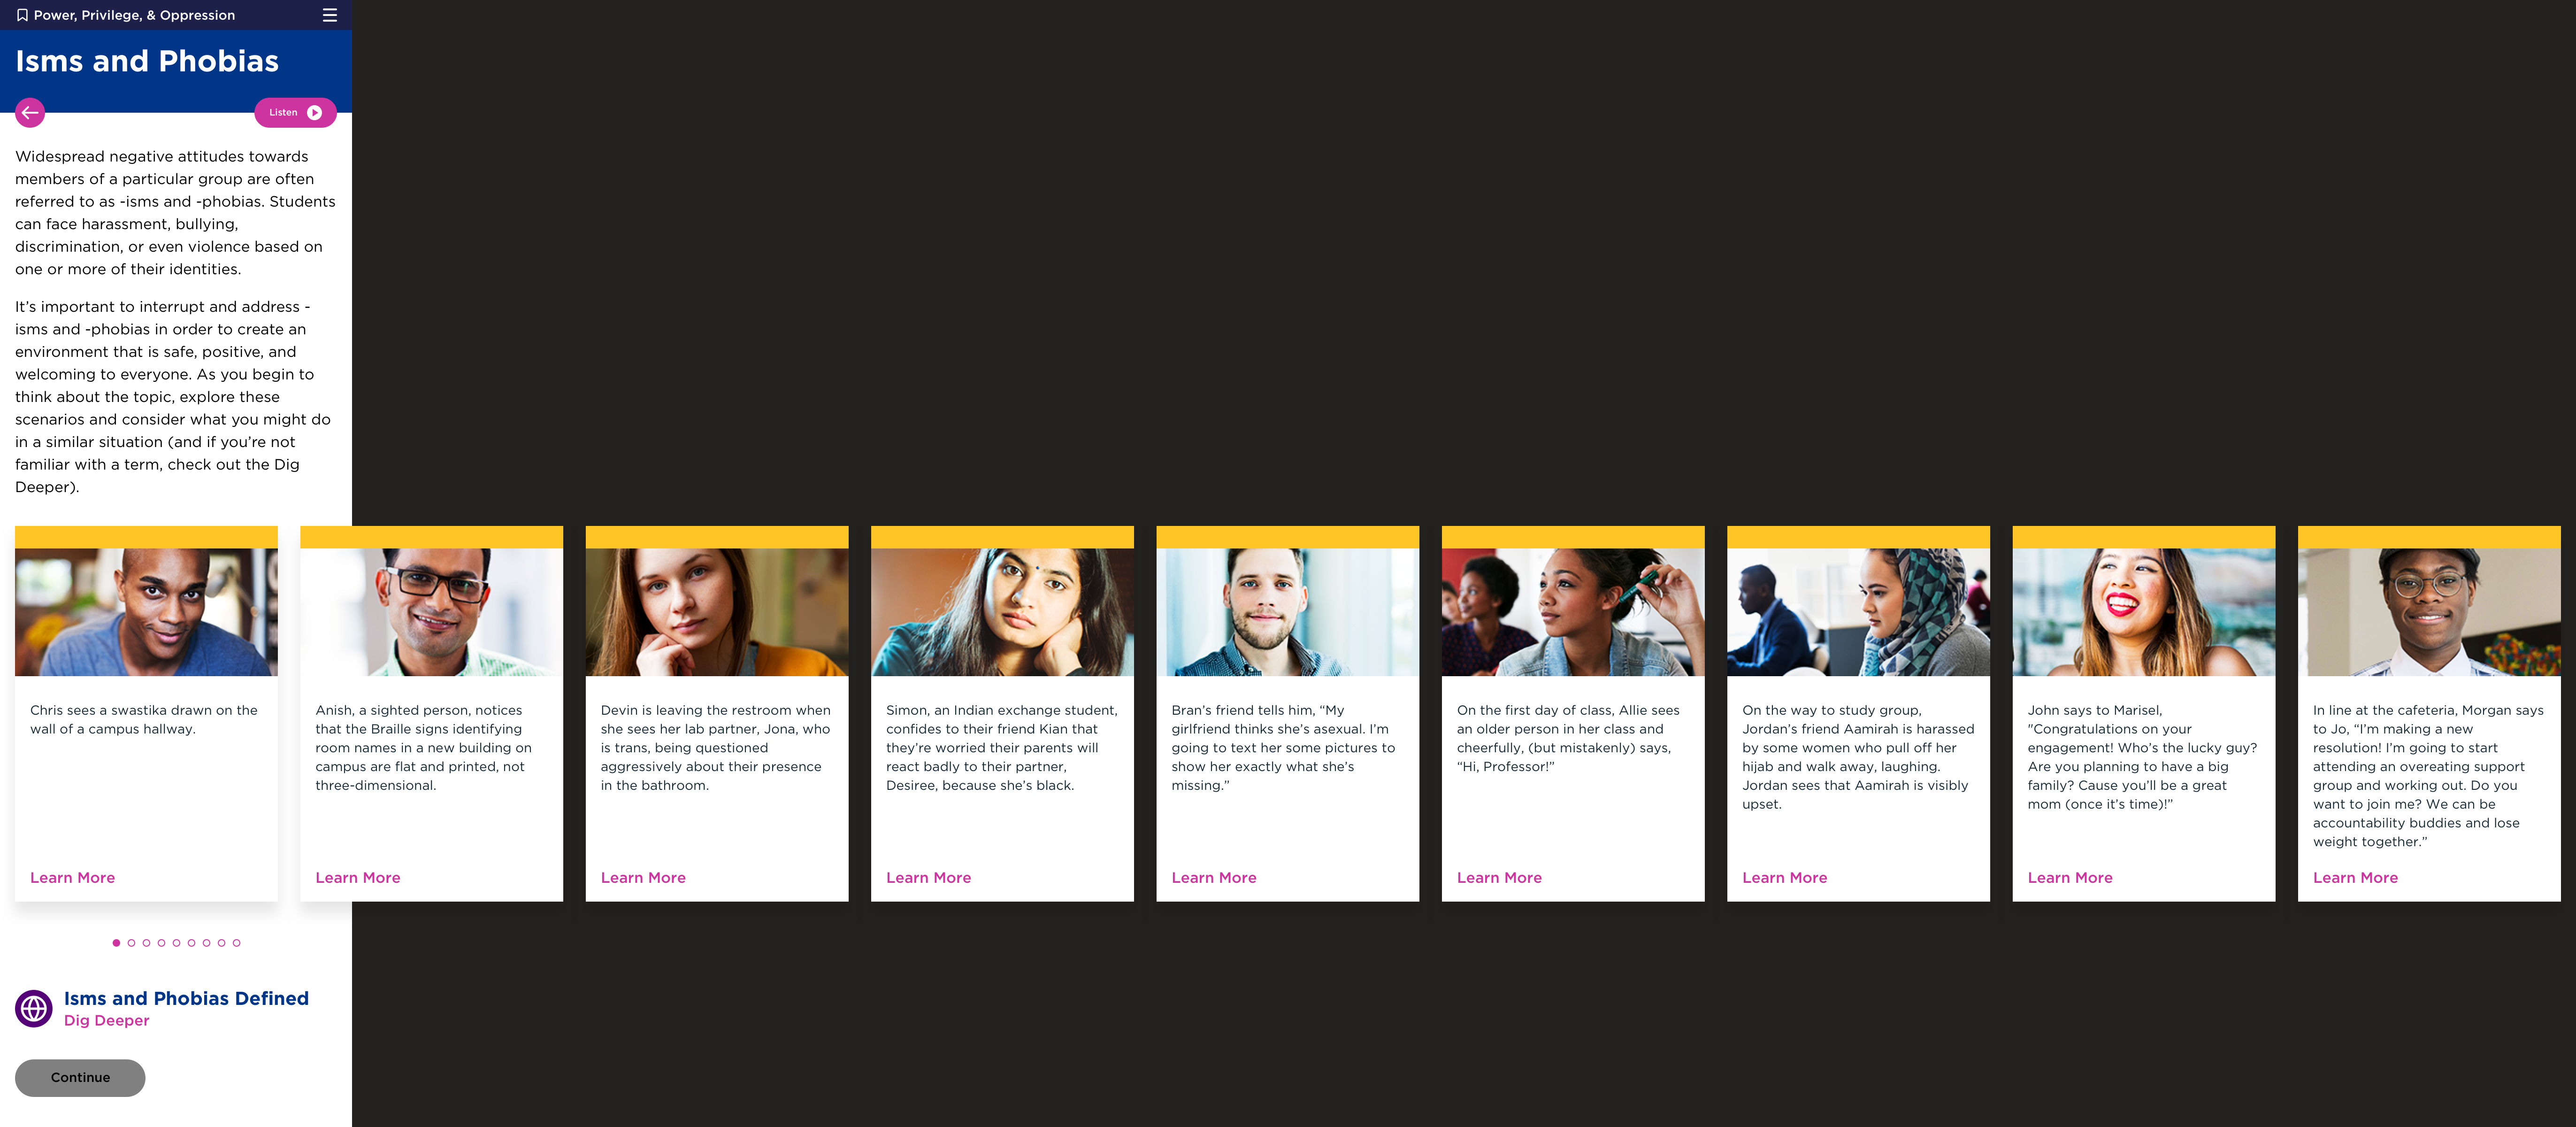 Power, Privilege, & Oppression
Isms and Phobias
Listen
Widespread negative attitudes towards
members of a particular group are often
referred to as -isms and -phobias. Students
can face harassment, bullying,
discrimination, or even violence based on
one or more of their identities.
It’s important to interrupt and address -
isms and -phobias in order to create an
environment that is safe, positive, and
welcoming to everyone. As you begin to
think about the topic, explore these
scenarios and consider what you might do
in a similar situation (and if you’re not
familiar with a term, check out the Dig
Deeper).
Chris sees a swastika drawn on the
wall of a campus hallway.
Learn More
Anish, a sighted person, notices
that the Braille signs identifying
room names in a new building on
campus are flat and printed, not
three-dimensional.
Learn More
Devin is leaving the restroom when
she sees her lab partner, Jona, who
is trans, being questioned
aggressively about their presence
in the bathroom.
Learn More
Simon, an Indian exchange student,
confides to their friend Kian that
they’re worried their parents will
react badly to their partner,
Desiree, because she’s black.
Learn More
Bran’s friend tells him, “My
girlfriend thinks she’s asexual. I’m
going to text her some pictures to
show her exactly what she’s
missing.”
Learn More
On the first day of class, Allie sees
an older person in her class and
cheerfully, (but mistakenly) says,
“Hi, Professor!”
Learn More
On the way to study group,
Jordan’s friend Aamirah is harassed
by some women who pull off her
hijab and walk away, laughing.
Jordan sees that Aamirah is visibly
upset.
Learn More
John says to Marisel,
"Congratulations on your
engagement! Who’s the lucky guy?
Are you planning to have a big
family? Cause you’ll be a great
mom (once it’s time)!”
Learn More
In line at the cafeteria, Morgan says
to Jo, “I’m making a new
resolution! I’m going to start
attending an overeating support
group and working out. Do you
want to join me? We can be
accountability buddies and lose
weight together.”
Learn More
Isms and Phobias Defined
Dig Deeper
Continue